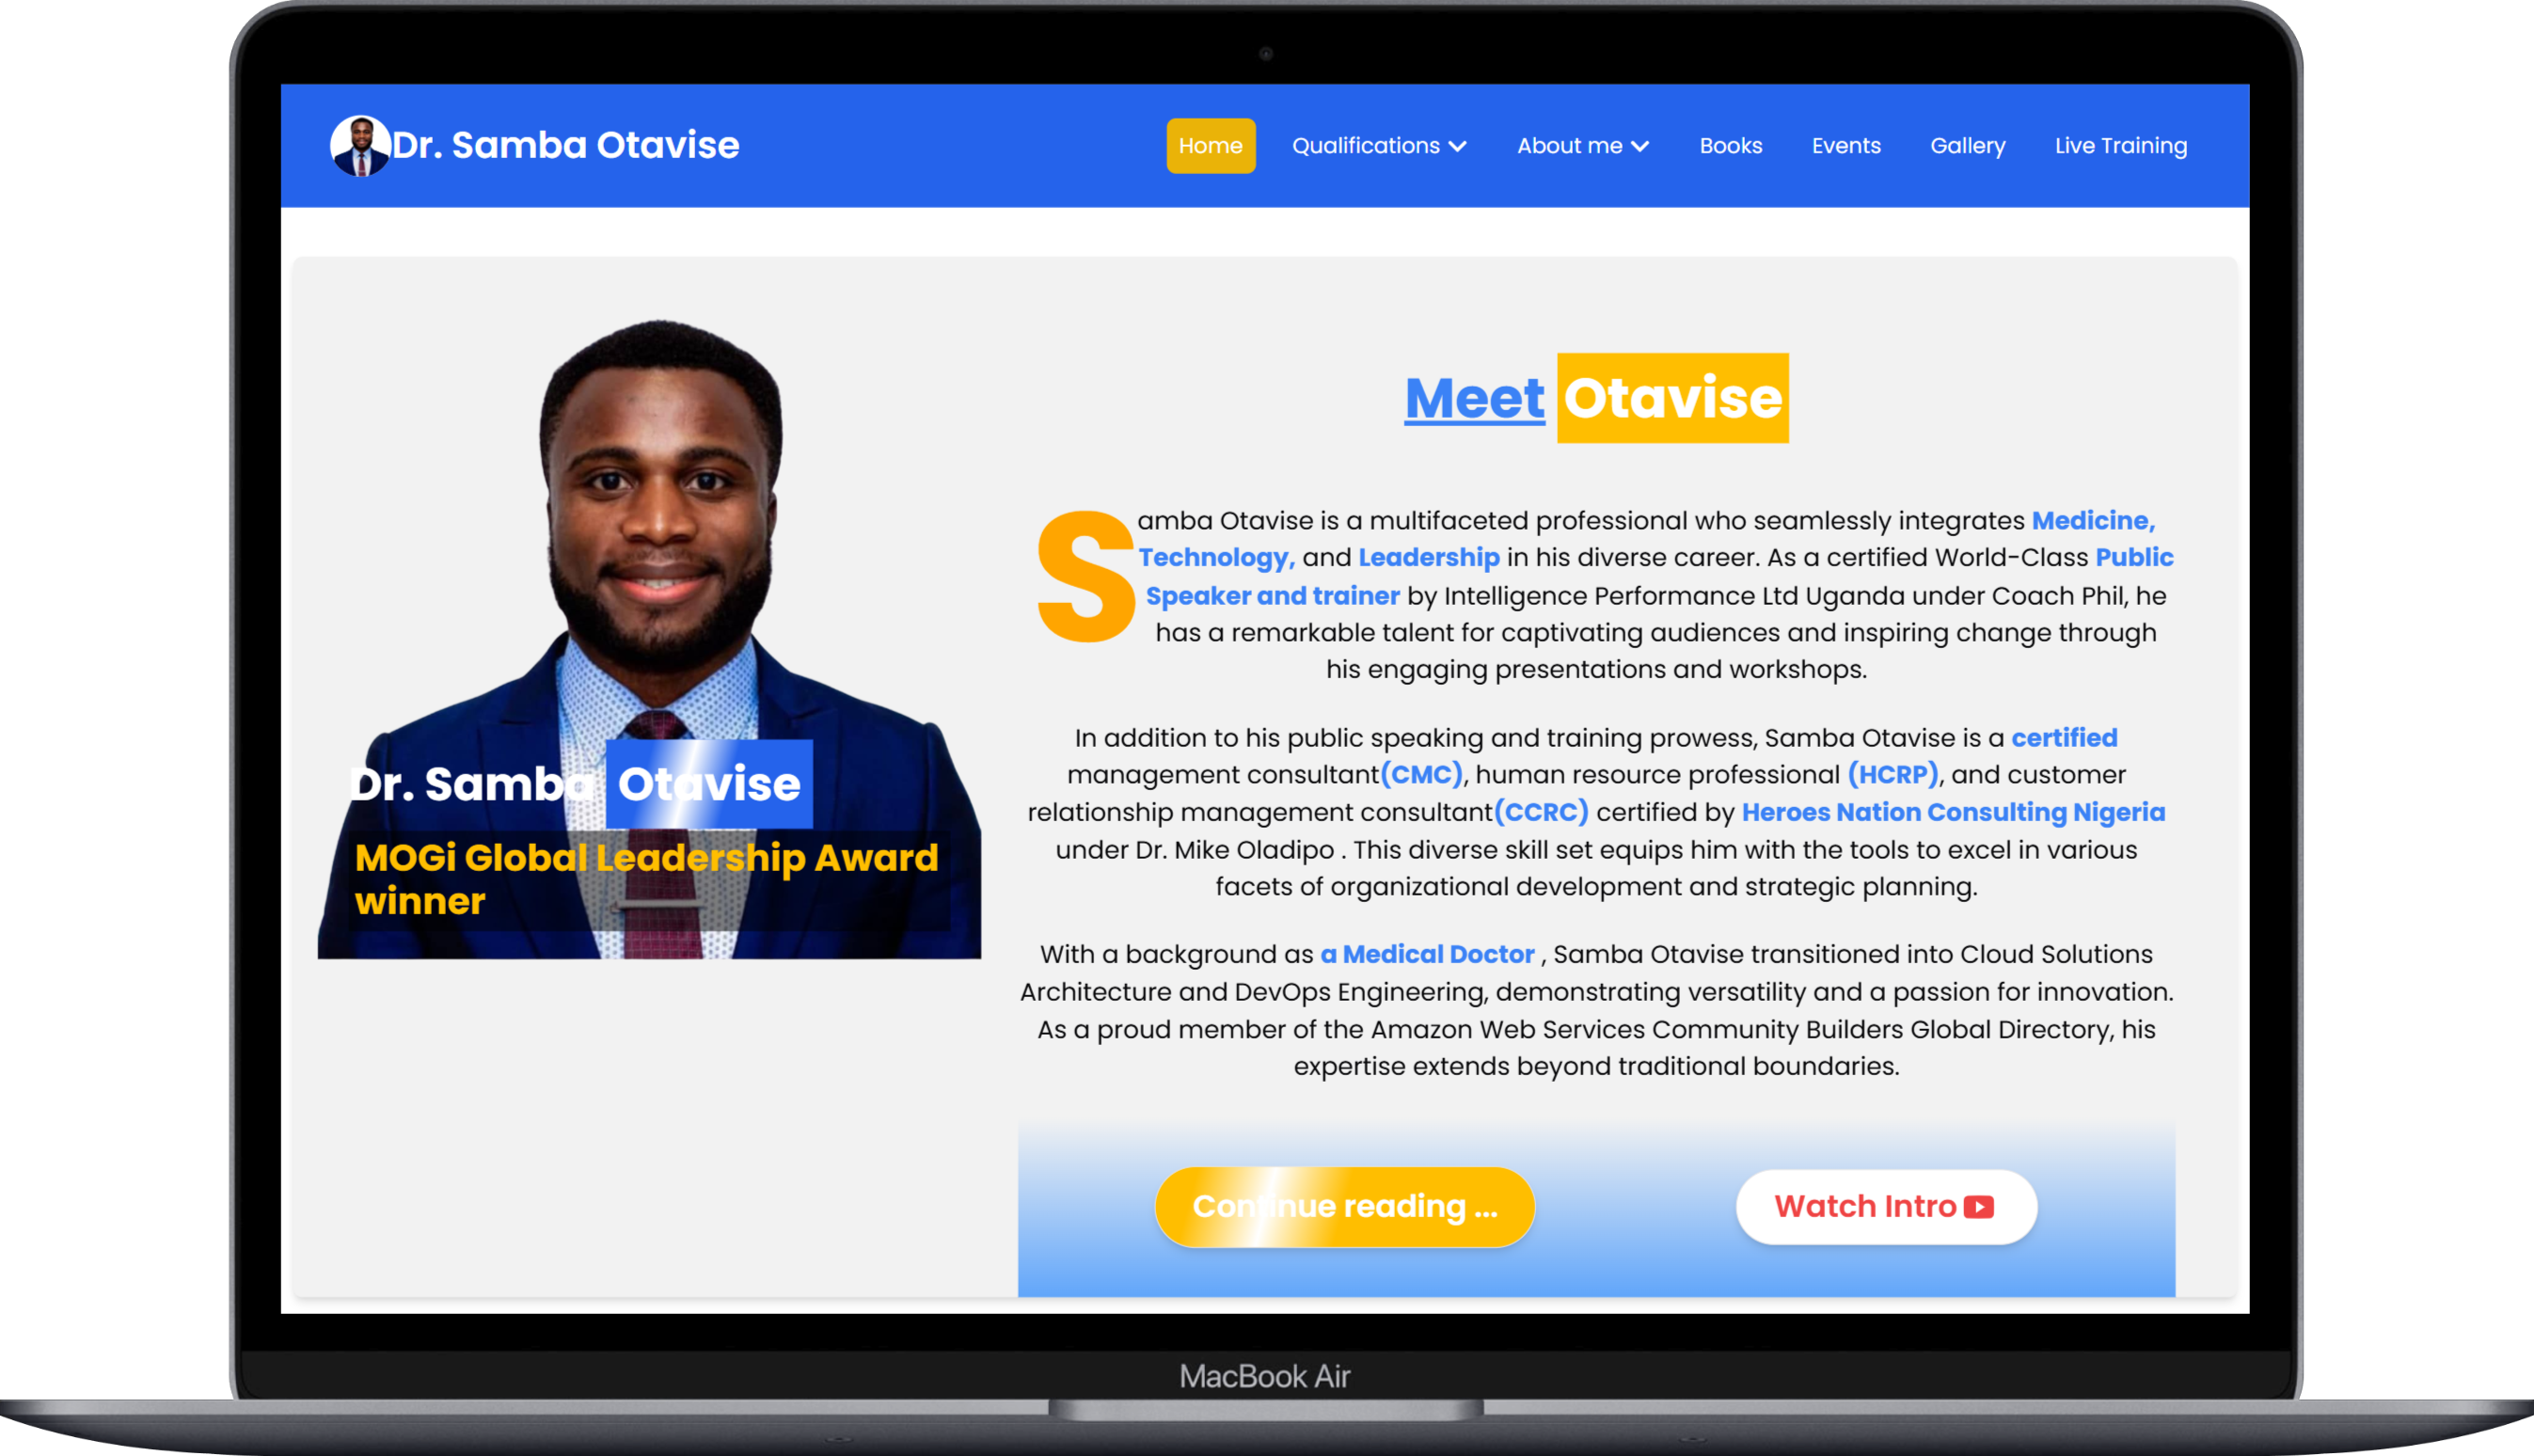 Dr. Samba Otavise
Home Qualifications About me Books Events Gallery Live Training
Dr. Samba Otavise
MOGi Global Leadership Award
winner
Meet Otavise
Samba Otavise is a multifaceted professional who seamlessly integrates Medicine,
Technology, and Leadership in his diverse career. As a certified World-Class Public
Speaker and trainer by Intelligence Performance Ltd Uganda under Coach Phil, he
has a remarkable talent for captivating audiences and inspiring change through
his engaging presentations and workshops.
In addition to his public speaking and training prowess, Samba Otavise is a certified
management consultant(CMC), human resource professional (HCRP), and customer
relationship management consultant(CCRC) certified by Heroes Nation Consulting Nigeria
under Dr. Mike Oladipo . This diverse skill set equips him with the tools to excel in various
facets of organizational development and strategic planning.
With a background as a Medical Doctor , Samba Otavise transitioned into Cloud Solutions
Architecture and DevOps Engineering, demonstrating versatility and a passion for innovation.
As a proud member of the Amazon Web Services Community Builders Global Directory, his
expertise extends beyond traditional boundaries.
Continue reading ...
Watch Intro
MacBook Air